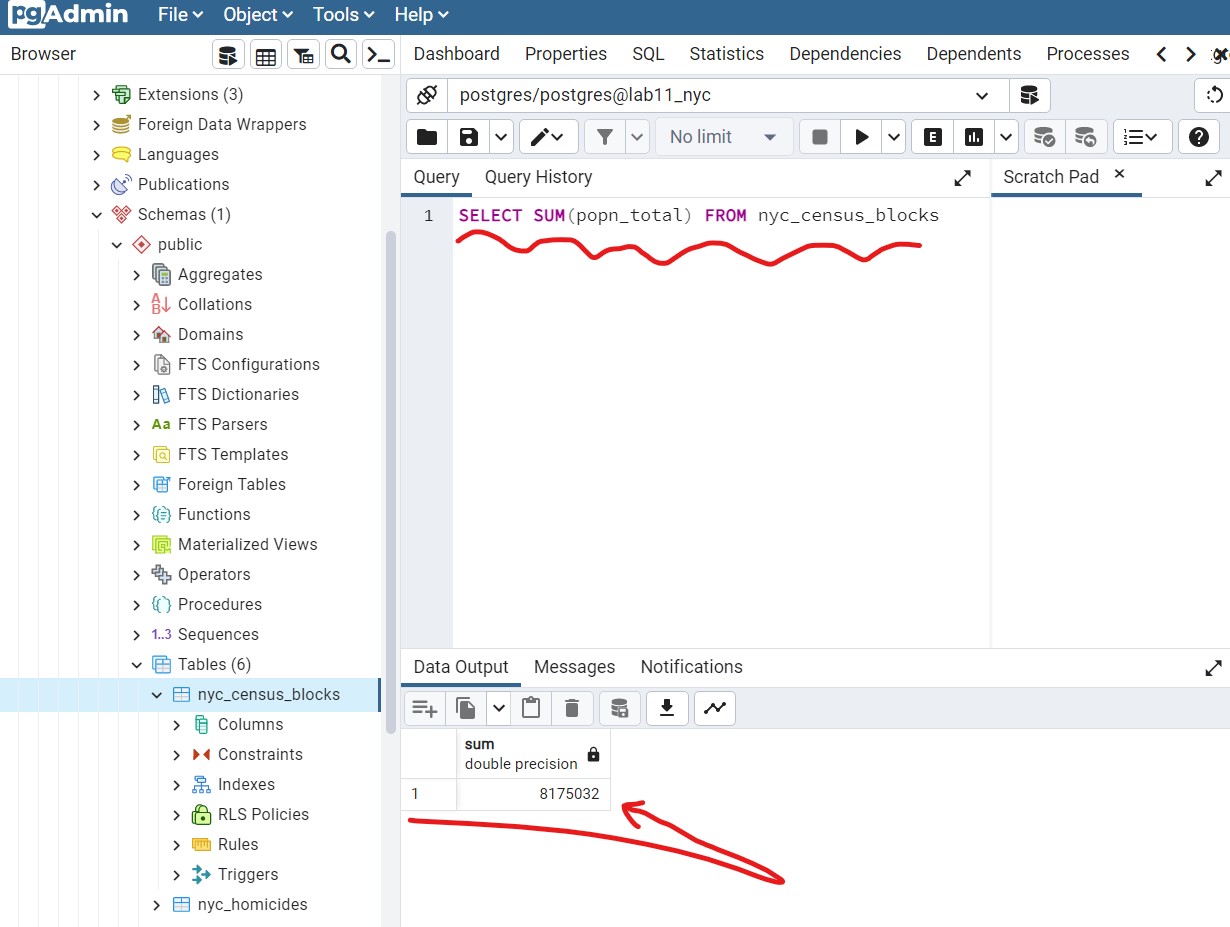 pgAdmin File Object Tools Help
Browser
Dashboard Properties SQL Statistics Dependencies Dependents Processes
Extensions (3)
Foreign Data Wrappers
Languages
Publications
Schemas (1)
public
Aggregates
Collations
Domains
FTS Configurations
FTS Dictionaries
Aa FTS Parsers
FTS Templates
Foreign Tables
Functions
Materialized Views
Operators
Procedures
1..3 Sequences
Tables (6)
nyc_census_blocks
Columns
Constraints
Indexes
RLS Policies
Rules
Triggers
nyc_homicides
postgres/postgres@lab11_nyc
No limit E
Query Query History
Scratch Pad
1 SELECT SUM(popn_total) FROM nyc_census_blocks
Data Output Messages Notifications
sum
double precision
1 8175032